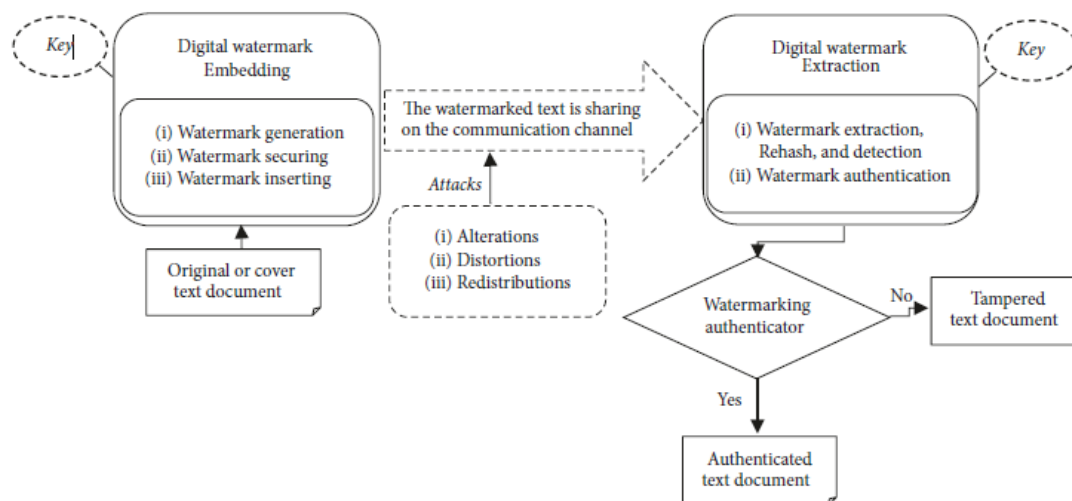 Key
Digital watermark
Embedding
(i) Watermark generation
(ii) Watermark securing
(iii) Watermark inserting
Original or cover
text document
The watermarked text is sharing
on the communication channel
Attacks
(i) Alterations
(ii) Distortions
(iii) Redistributions
Digital watermark
Extraction
Key
(i) Watermark extraction,
Rehash, and detection
(ii) Watermark authentication
Watermarking
authenticator
No
Tampered
text document
Yes
Authenticated
text document